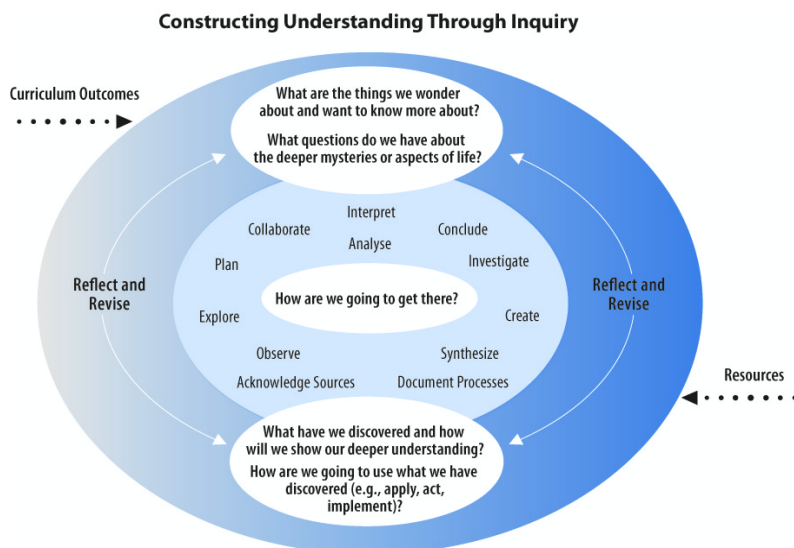 Constructing Understanding Through Inquiry
Curriculum Outcomes
What are the things we wonder
about and want to know more about?
What questions do we have about
the deeper mysteries or aspects of life?
Interpret
Collaborate
Conclude
Analyse
Plan
Investigate
Reflect and
Revise
How are we going to get there?
Reflect and
Revise
Explore
Create
Observe
Synthesize
Acknowledge Sources
Document Processes
Resources
What have we discovered and how
will we show our deeper understanding?
How are we going to use what we have
discovered (e.g., apply, act,
implement)?